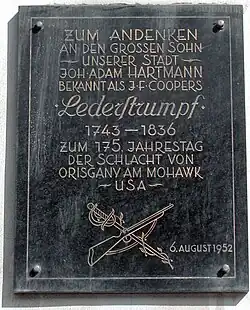 ZUM ANDENKEN
AN DEN GROSSEN SOHN
UNSERER STADT
JOH·ADAM HARTMANN
BEKANNT ALS J·F·COOPERS
·Lederstrumpf·
1743 — 1836
ZUM 175. JAHRESTAG
DER SCHLACHT VON
ORISGANY AM MOHAWK
– USA –
6. AUGUST 1952